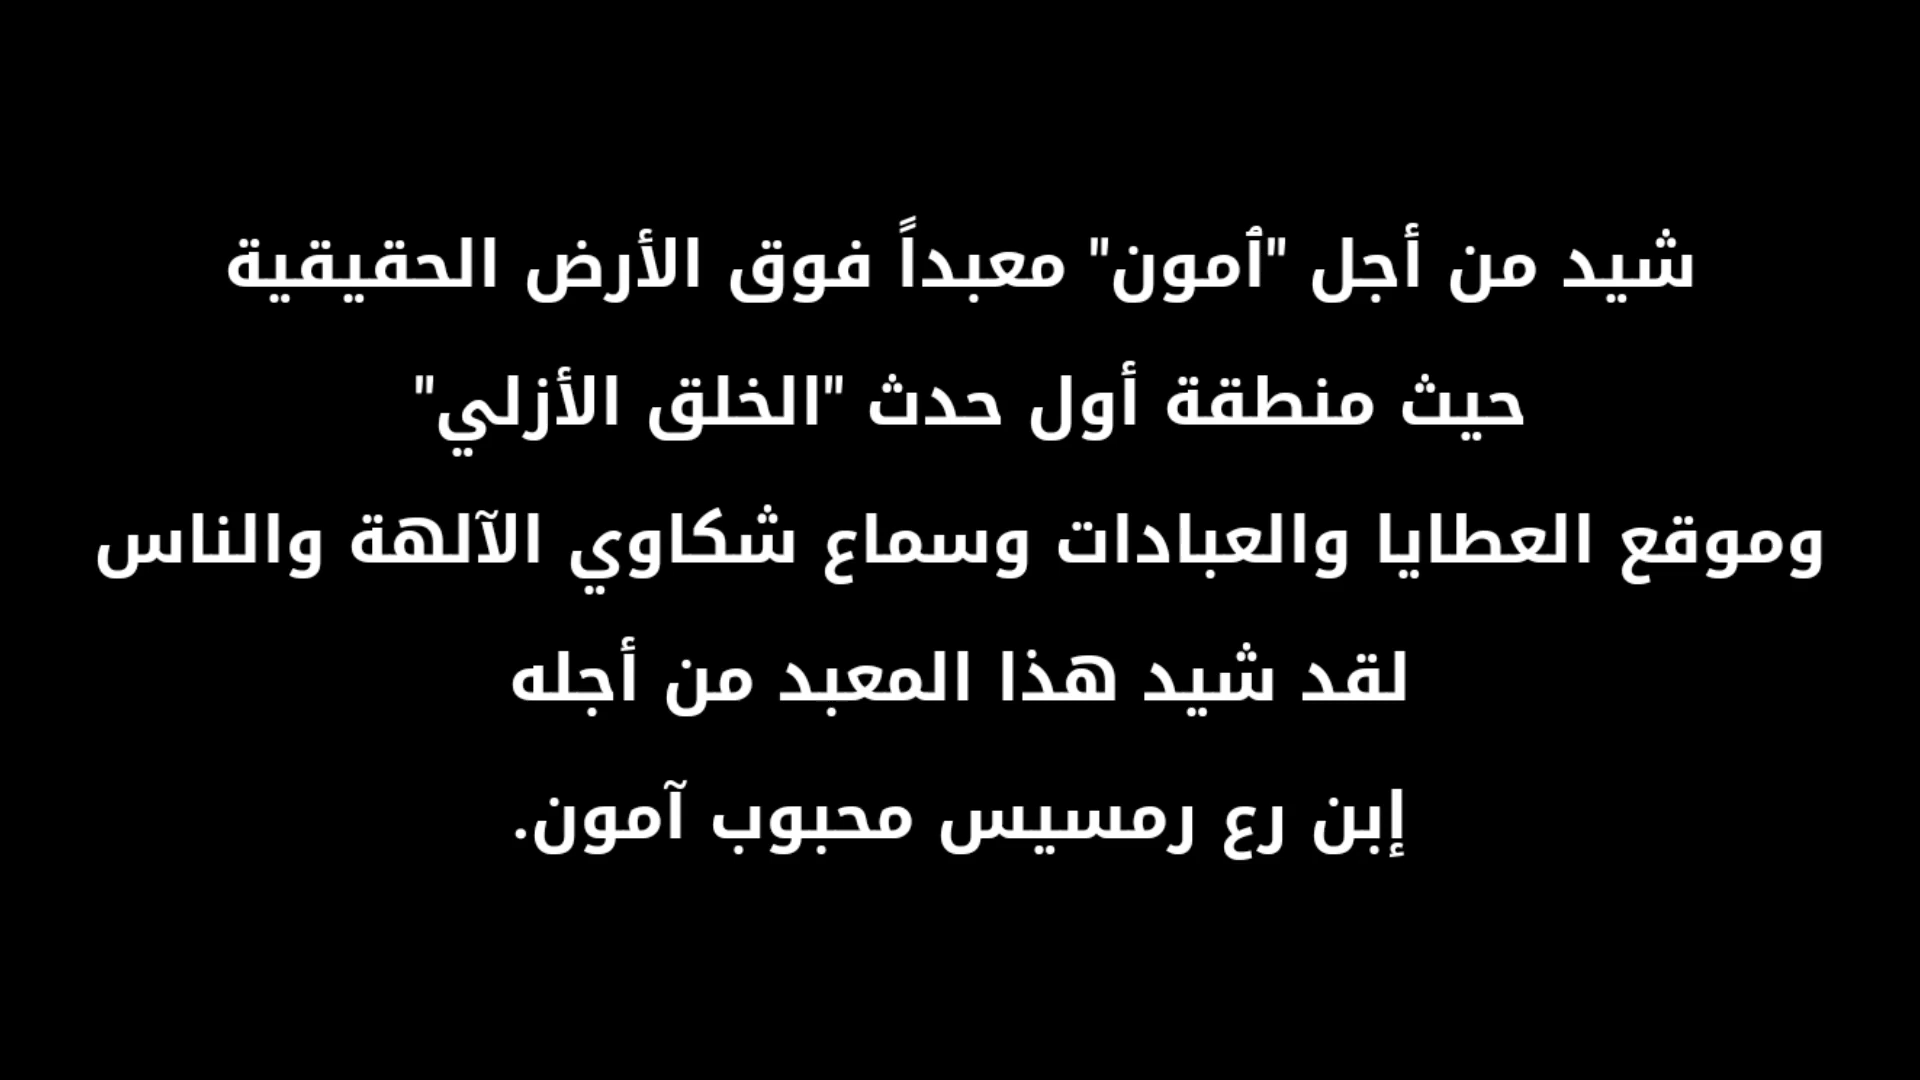 شيد من أجل "ٱمون" معبداً فوق الأرض الحقيقية
حيث منطقة أول حدث "الخلق الأزلي"
وموقع العطايا والعبادات وسماع شكاوي الآلهة والناس
لقد شيد هذا المعبد من أجله
إبن رع رمسيس محبوب آمون.